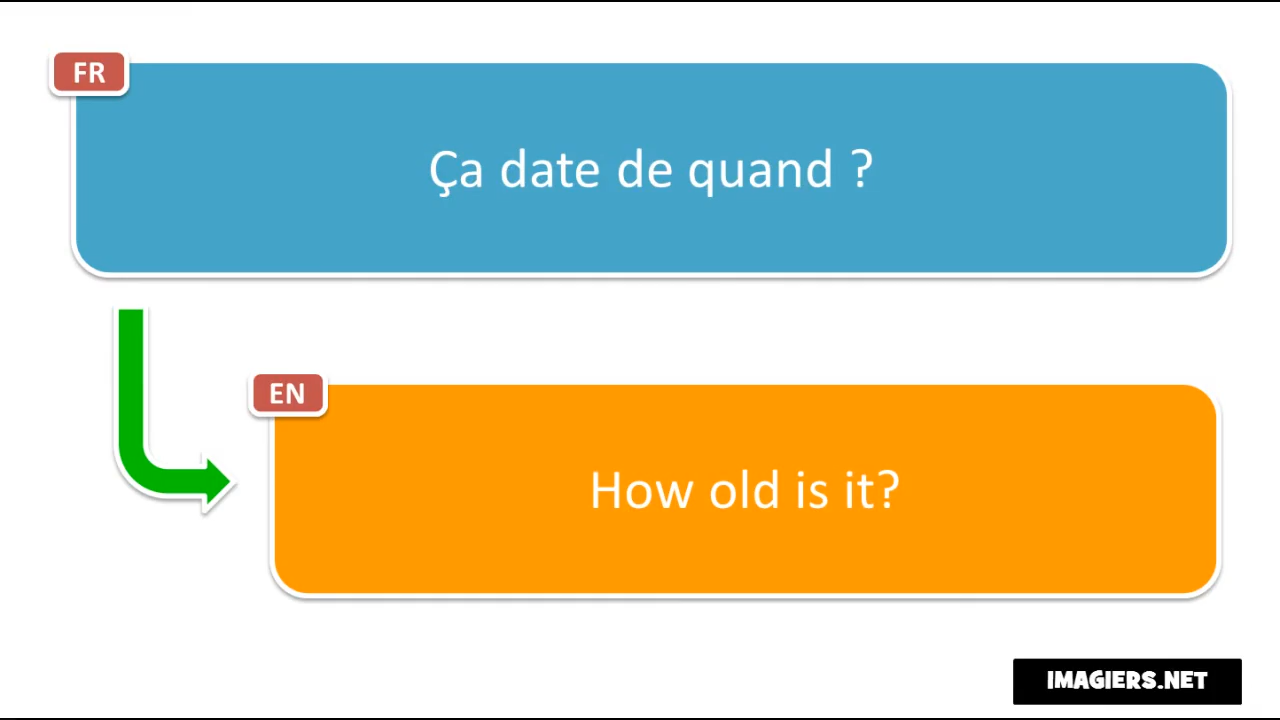 FR
Ça date de quand ?
EN
How old is it?
IMAGIERS.NET